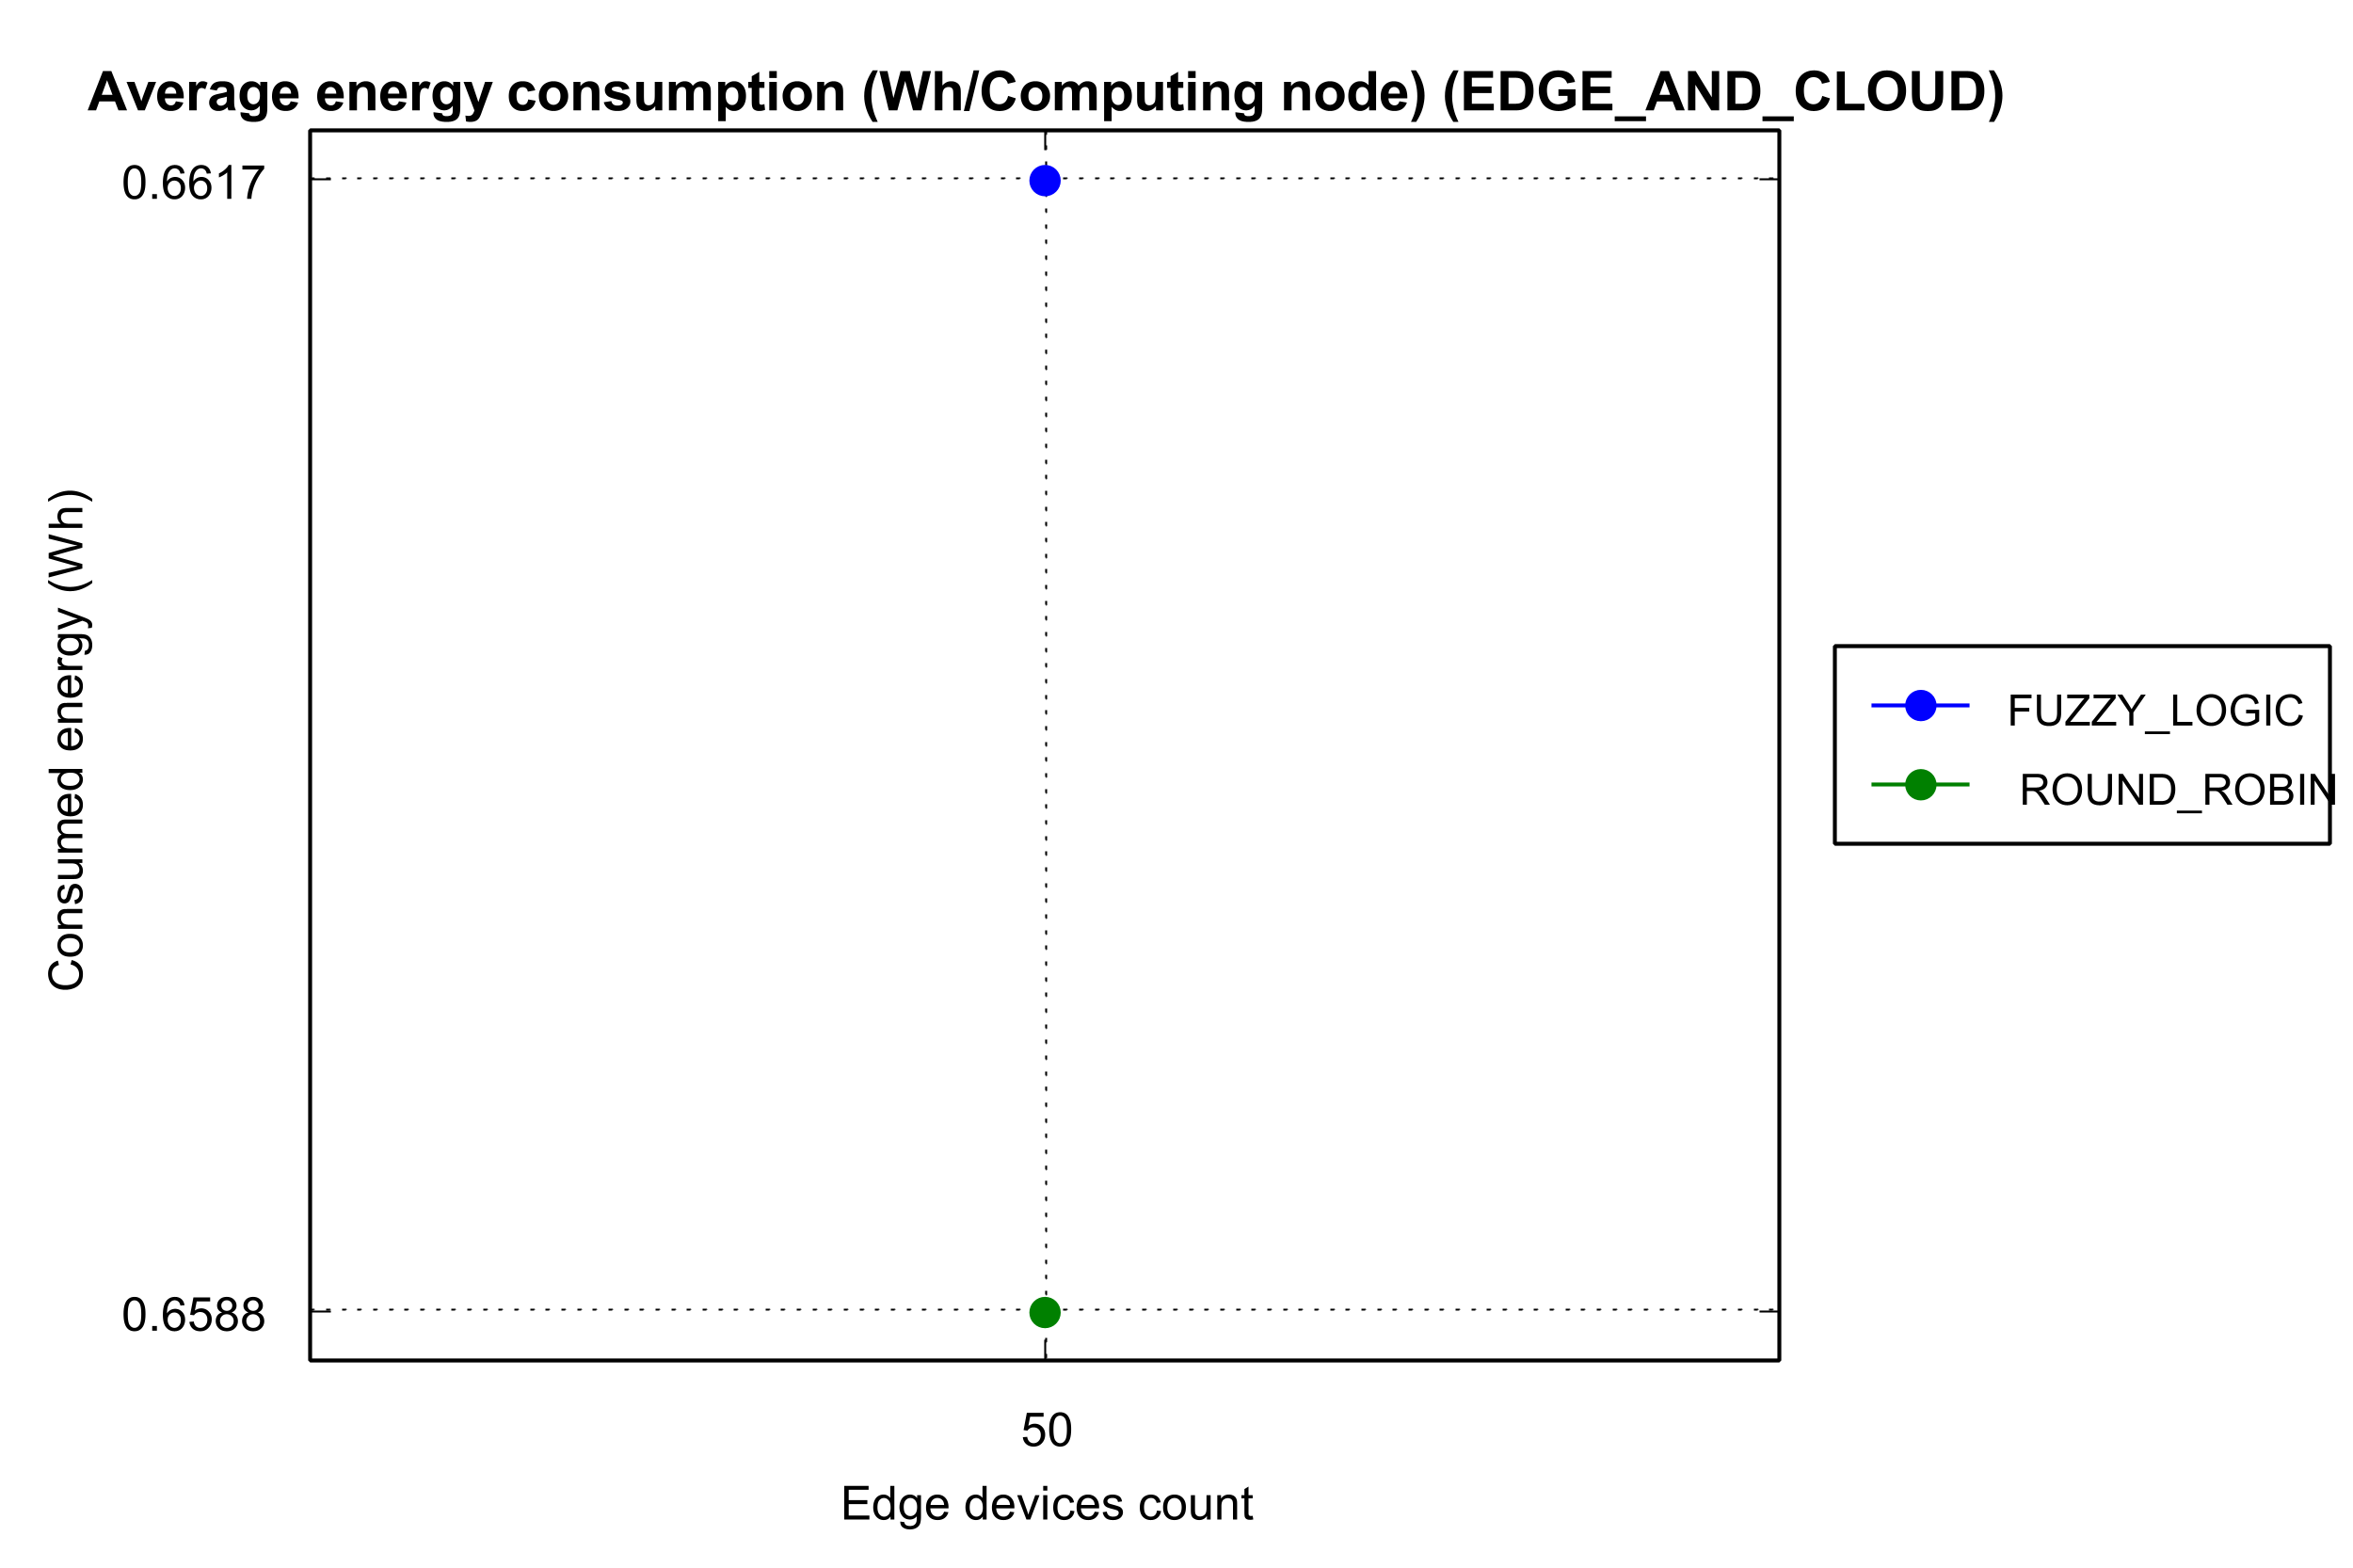 Average energy consumption (Wh/Computing node) (EDGE_AND_CLOUD)
0.6617
Consumed energy (Wh)
FUZZY_LOGIC
ROUND_ROBIN
0.6588
50
Edge devices count